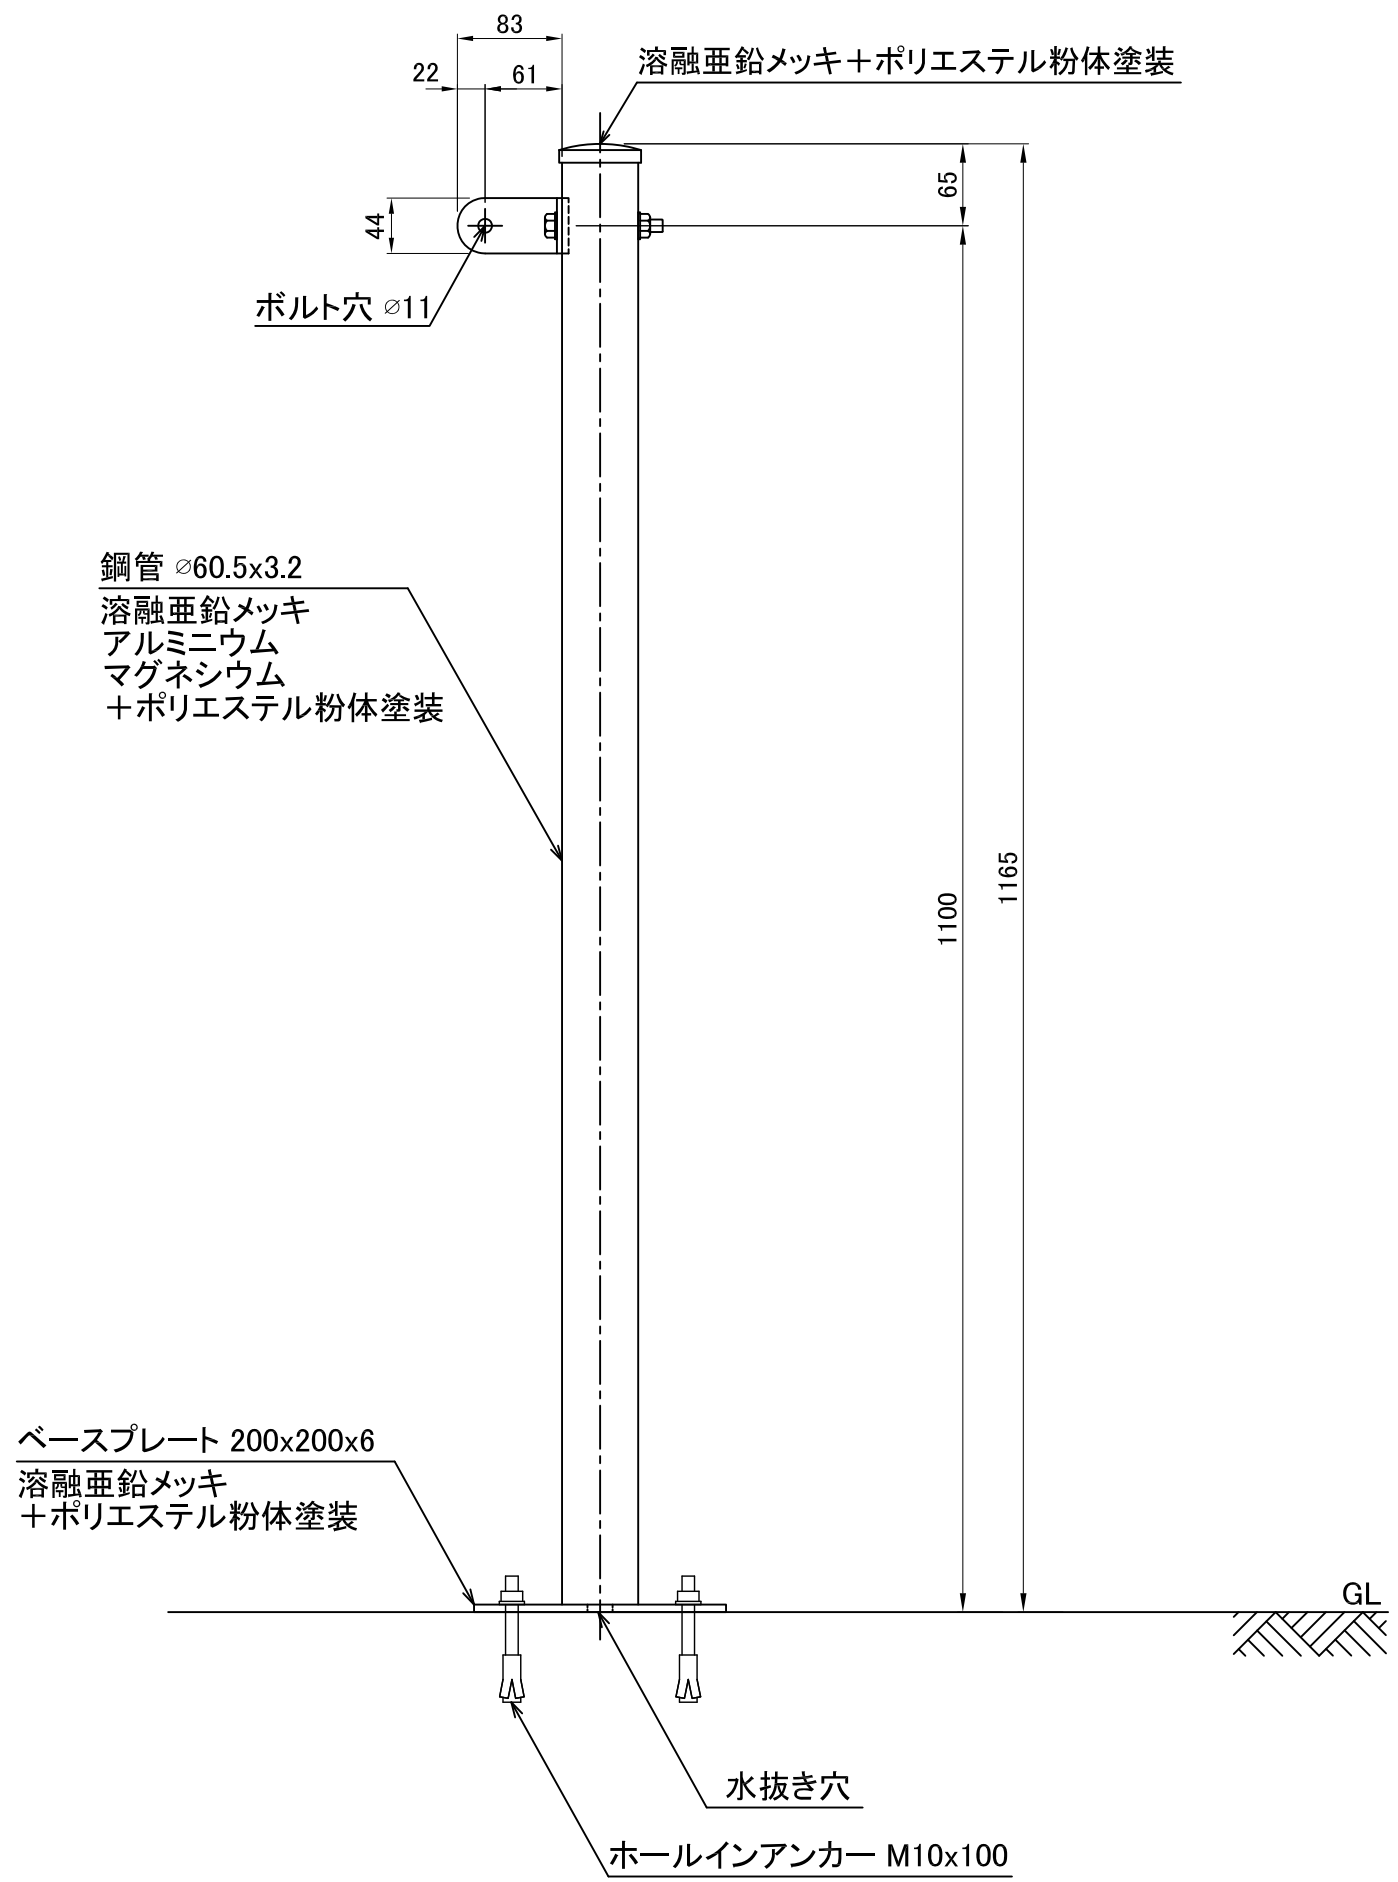 83
溶融亜鉛メッキ＋ポリエステル粉体塗装
22
61
65
44
ボルト穴 ⌀11
鋼管 ⌀60.5x3.2
溶融亜鉛メッキ
アルミニウム
マグネシウム
＋ポリエステル粉体塗装
1165
1100
ベースプレート 200x200x6
溶融亜鉛メッキ
＋ポリエステル粉体塗装
GL
水抜き穴
ホールインアンカー M10x100